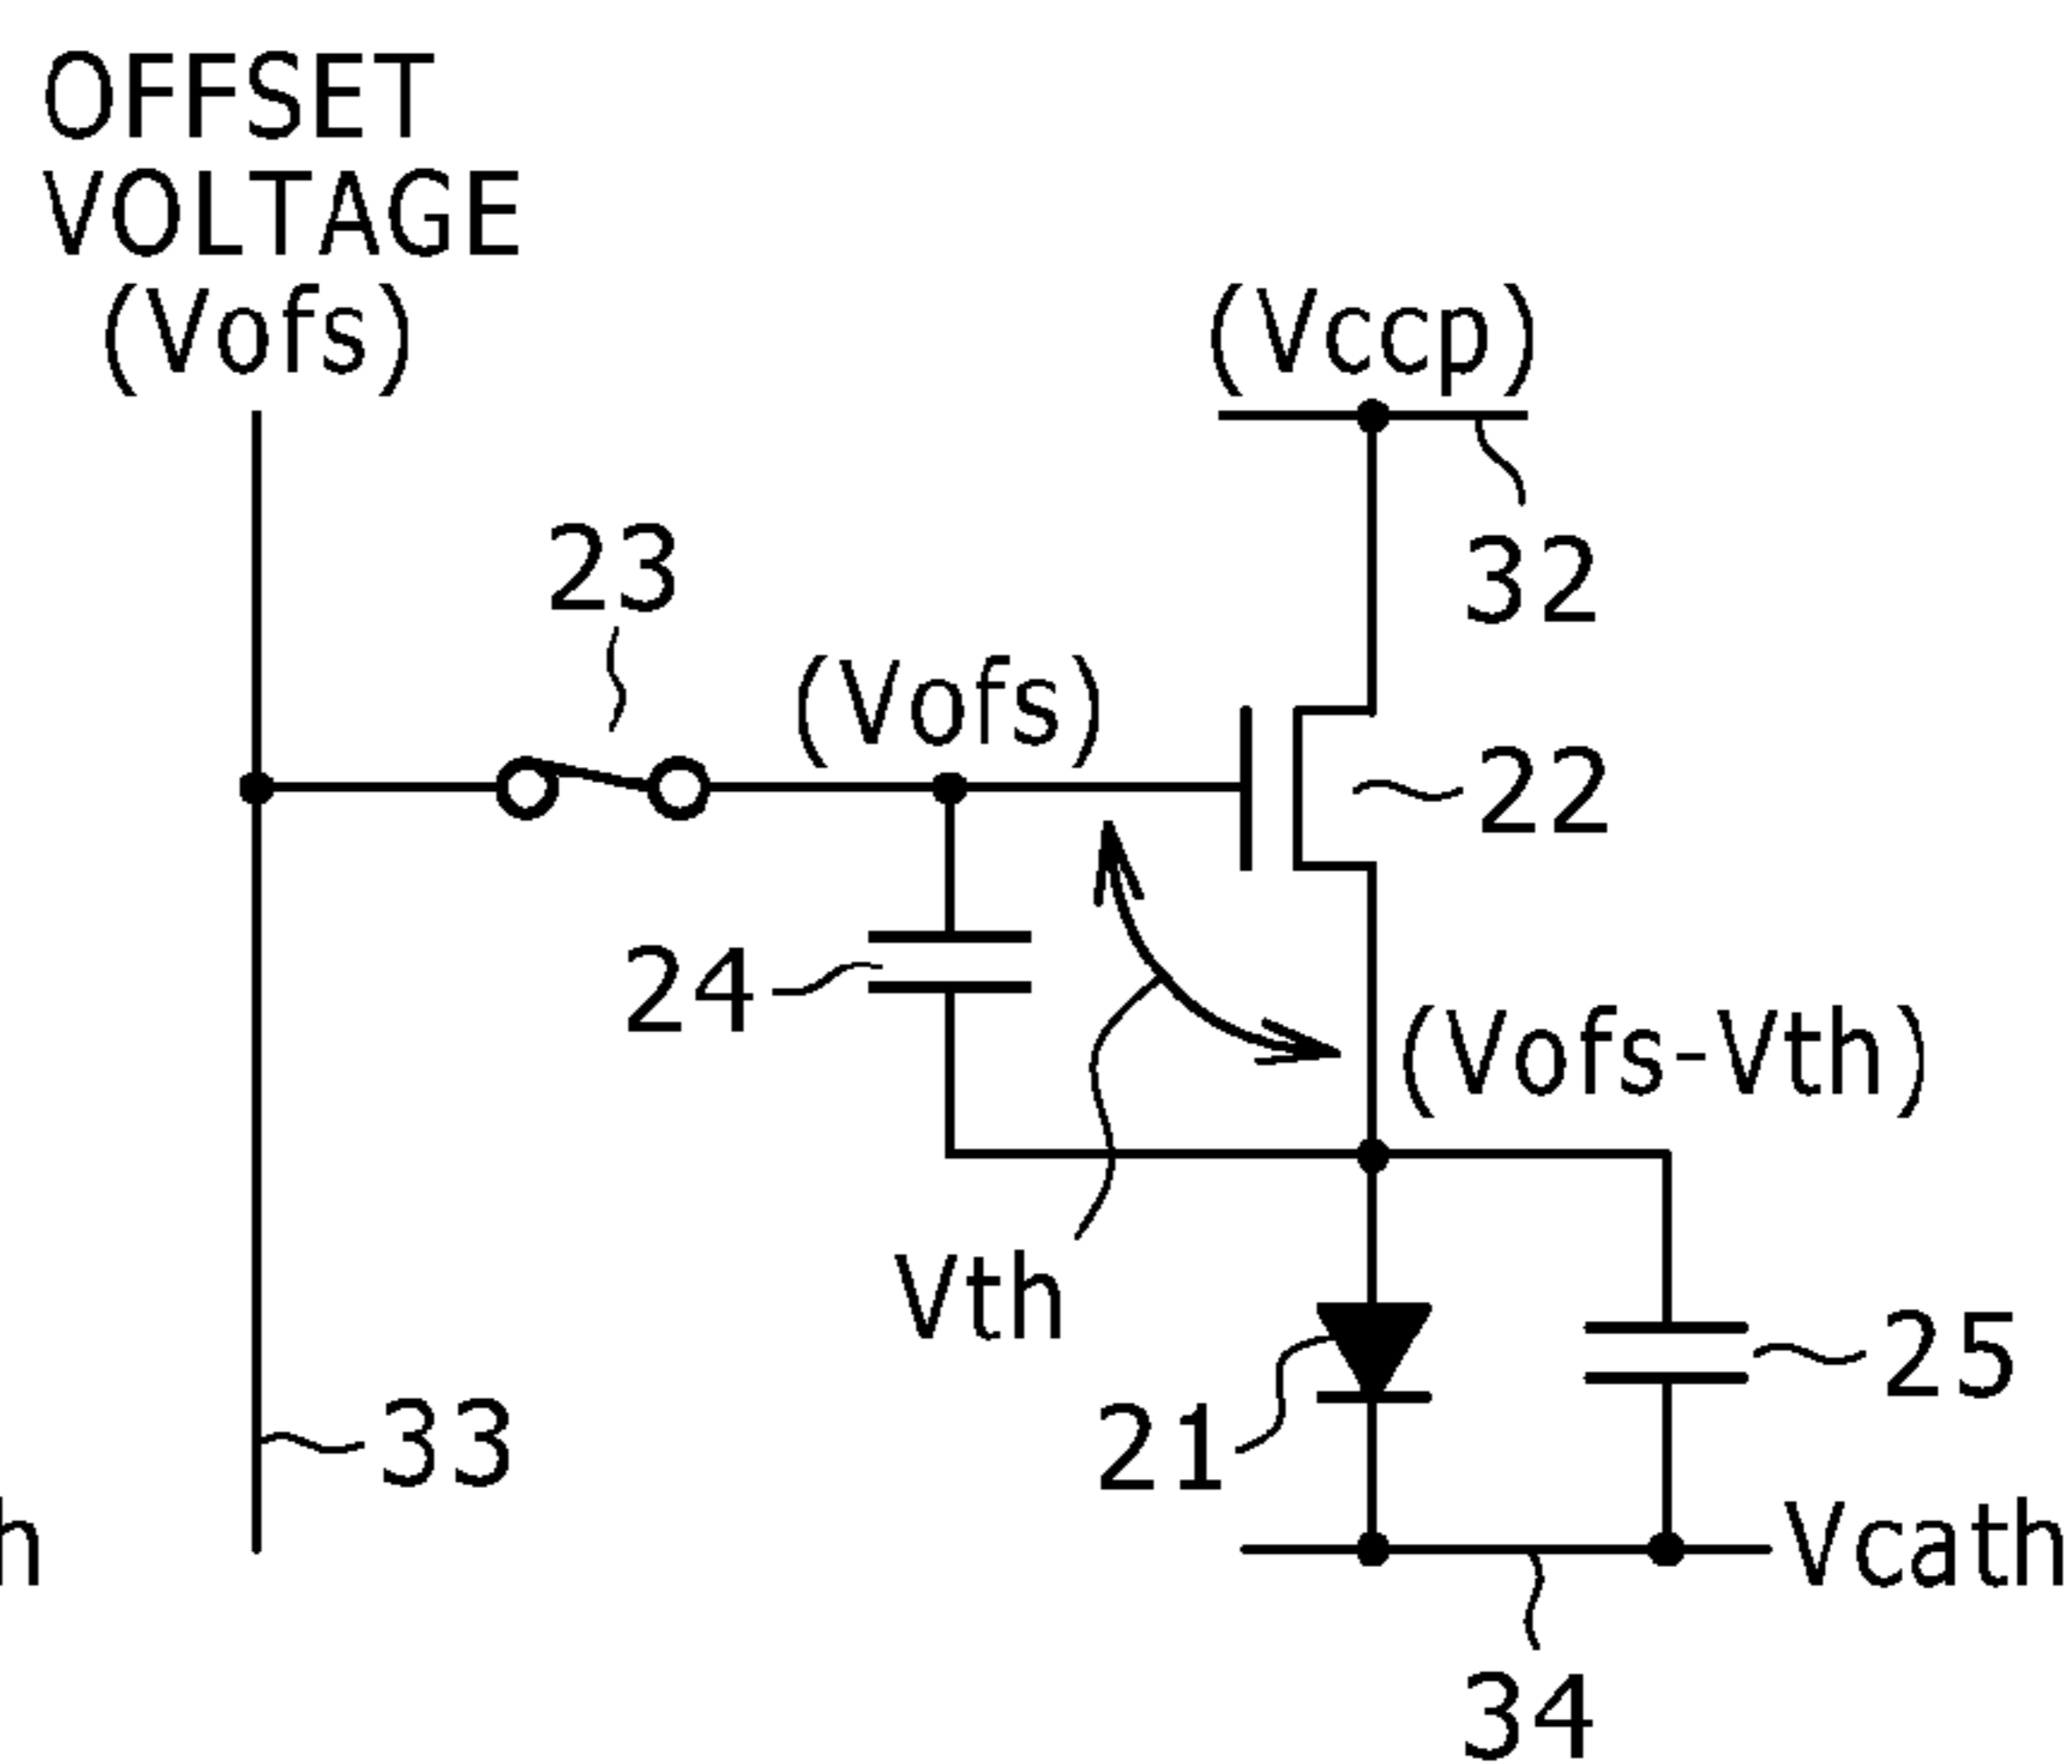 OFFSET
VOLTAGE
(Vofs)
(Vccp)
32
23
(Vofs)
22
24
(Vofs-Vth)
Vth
25
21
33
h
Vcath
34